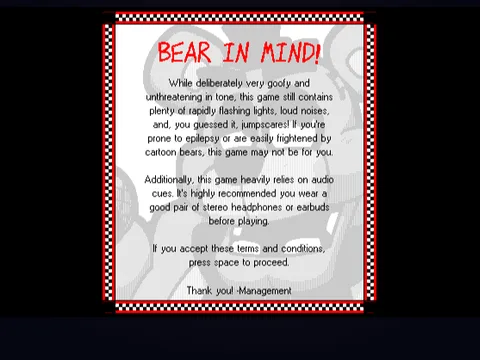 BEAR IN MIND!
While deliberately very goofy and
unthreatening in tone, this game still contains
plenty of rapidly flashing lights, loud noises,
and, you guessed it, jumpscares! If you're
prone to epilepsy or are easily frightened by
cartoon bears, this game may not be for you.
Additionally, this game heavily relies on audio
cues. It's highly recommended you wear a
good pair of stereo headphones or earbuds
before playing.
If you accept these terms and conditions,
press space to proceed.
Thank you! -Management